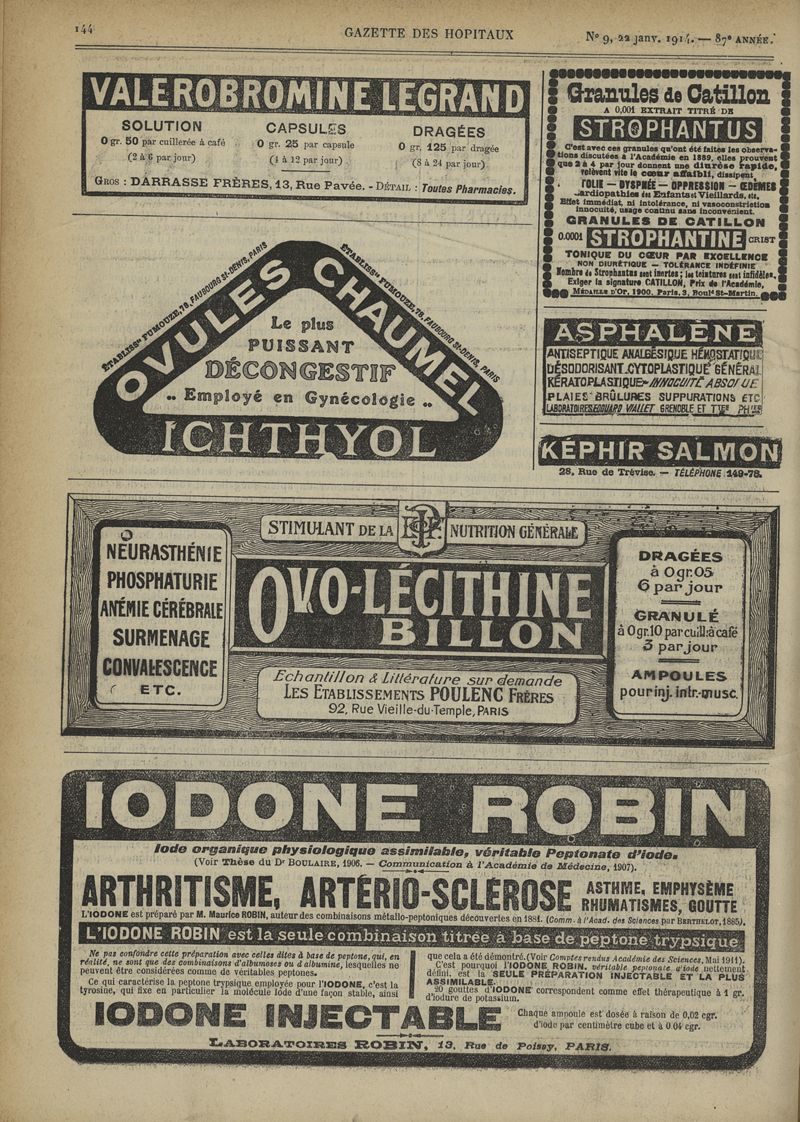 144
GAZETTE DES HOPITAUX
N° 9, 22 janv. 1914. — 87e ANNÉE.
VALEROBROMINE LEGRAND
SOLUTION
0 gr. 50 par cuillerée à café
(2 à 6 par jour)
CAPSULES
0 gr. 25 par capsule
(4 à 12 par jour)
DRAGÉES
0 gr. 125 par dragée
(8 à 24 par jour)
GROS : DARRASSE FRÈRES, 13, Rue Pavée. - DÉTAIL : Toutes Pharmacies.
Granules de Catillon
A 0,001 EXTRAIT TITRÉ DE
STROPHANTUS
C'est avec ces granules qu'ont été faites les observa-
tions discutées à l'Académie en 1889, elles prouvent
que 2 à 4 par jour donnent une diurèse rapide,
relèvent vite le cœur affaibli, dissipent
ASYSTOLIE — DYSPNÉE — OPPRESSION — ŒDÈMES
Cardiopathies des Enfants et Vieillards, etc.
Effet immédiat, ni intolérance, ni vasoconstriction
innocuité, usage continu sans inconvénient.
GRANULES DE CATILLON
0.0001 STROPHANTINE CRIST
TONIQUE DU CŒUR PAR EXCELLENCE
NON DIURÉTIQUE — TOLÉRANCE INDÉFINIE
Nombre de Strophantus sont inertes ; les teintures sont infidèles,
Exiger la signature CATILLON, Prix de l'Académie,
MÉDAILLE D'OR, 1900, Paris, 3, Boul' St-Martin.
ÉTABLISSts FUMOUZE, 78, FAUBOURG St-DENIS, PARIS
ÉTABLISSts FUMOUZE, 78, FAUBOURG St-DENIS, PARIS
OVULES CHAUMEL
Le plus
PUISSANT
DÉCONGESTIF
.. Employé en Gynécologie ..
ICHTHYOL
ASPHALÈNE
ANTISEPTIQUE ANALGÉSIQUE HÉMOSTATIQUE
DÉSODORISANT.CYTOPLASTIQUE GÉNÉRAL
KÉRATOPLASTIQUE - INNOCUITÉ ABSOLUE
PLAIES BRÛLURES SUPPURATIONS ETC
LABORATOIRES EDOUARD VIALLET GRENOBLE ET Ttes PHies
KÉPHIR SALMON
28, Rue de Trévise. — TÉLÉPHONE 149-78.
STIMULANT DE LA NUTRITION GÉNÉRALE
NEURASTHÉNIE
PHOSPHATURIE
ANÉMIE CÉRÉBRALE
SURMENAGE
CONVALESCENCE
ETC.
OVO-LÉCITHINE
BILLON
DRAGÉES
à 0gr.05
6 par jour
GRANULÉ
à 0gr.10 par cuill.à café
3 par jour
AMPOULES
pour inj. intr.-musc.
Echantillon & Littérature sur demande
LES ETABLISSEMENTS POULENC FRÈRES
92, Rue Vieille-du-Temple, PARIS
IODONE ROBIN
Iode organique physiologique assimilable, véritable Peptonate d'iode.
(Voir Thèse du Dr BOULAIRE, 1906. — Communication à l'Académie de Médecine, 1907).
ARTHRITISME, ARTÉRIO-SCLÉROSE
ASTHME, EMPHYSÈME
RHUMATISMES, GOUTTE
L'IODONE est préparé par M. Maurice ROBIN, auteur des combinaisons métallo-peptoniques découvertes en 1881. (Comm. à l'Acad. des Sciences par BERTHELOT, 1885).
L'IODONE ROBIN est la seule combinaison titrée à base de peptone trypsique
Ne pas confondre cette préparation avec celles dites à base de peptone, qui, en
réalité, ne sont que des combinaisons d'albumoses ou d'albumine, lesquelles ne
peuvent être considérées comme de véritables peptones.
Ce qui caractérise la peptone trypsique employée pour l'IODONE, c'est la
tyrosine, qui fixe en particulier la molécule Iode d'une façon stable, ainsi
que cela a été démontré. (Voir Comptes rendus Académie des Sciences, Mai 1911).
C'est pourquoi l'IODONE ROBIN, véritable peptonate d'iode nettement
défini, est la SEULE PRÉPARATION INJECTABLE ET LA PLUS
ASSIMILABLE.
20 gouttes d'IODONE correspondent comme effet thérapeutique à 1 gr.
d'iodure de potassium.
IODONE INJECTABLE
Chaque ampoule est dosée à raison de 0,02 cgr.
d'iode par centimètre cube et à 0.04 cgr.
LABORATOIRES ROBIN, 13, Rue de Poissy, PARIS.